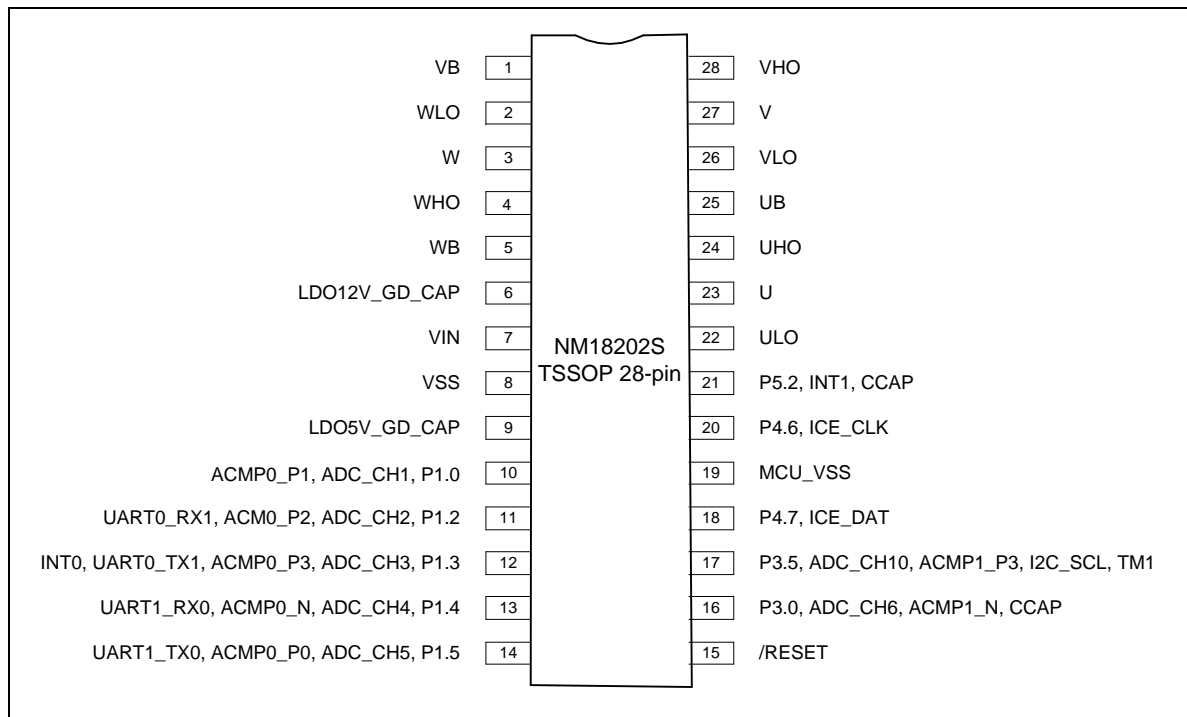 VB 1 28 VHO
WLO 2 27 V
W 3 26 VLO
WHO 4 25 UB
WB 5 24 UHO
LDO12V_GD_CAP 6 23 U
VIN 7 22 ULO
NM18202S
TSSOP 28-pin
VSS 8 21 P5.2, INT1, CCAP
LDO5V_GD_CAP 9 20 P4.6, ICE_CLK
ACMP0_P1, ADC_CH1, P1.0 10 19 MCU_VSS
UART0_RX1, ACM0_P2, ADC_CH2, P1.2 11 18 P4.7, ICE_DAT
INT0, UART0_TX1, ACMP0_P3, ADC_CH3, P1.3 12 17 P3.5, ADC_CH10, ACMP1_P3, I2C_SCL, TM1
UART1_RX0, ACMP0_N, ADC_CH4, P1.4 13 16 P3.0, ADC_CH6, ACMP1_N, CCAP
UART1_TX0, ACMP0_P0, ADC_CH5, P1.5 14 15 /RESET